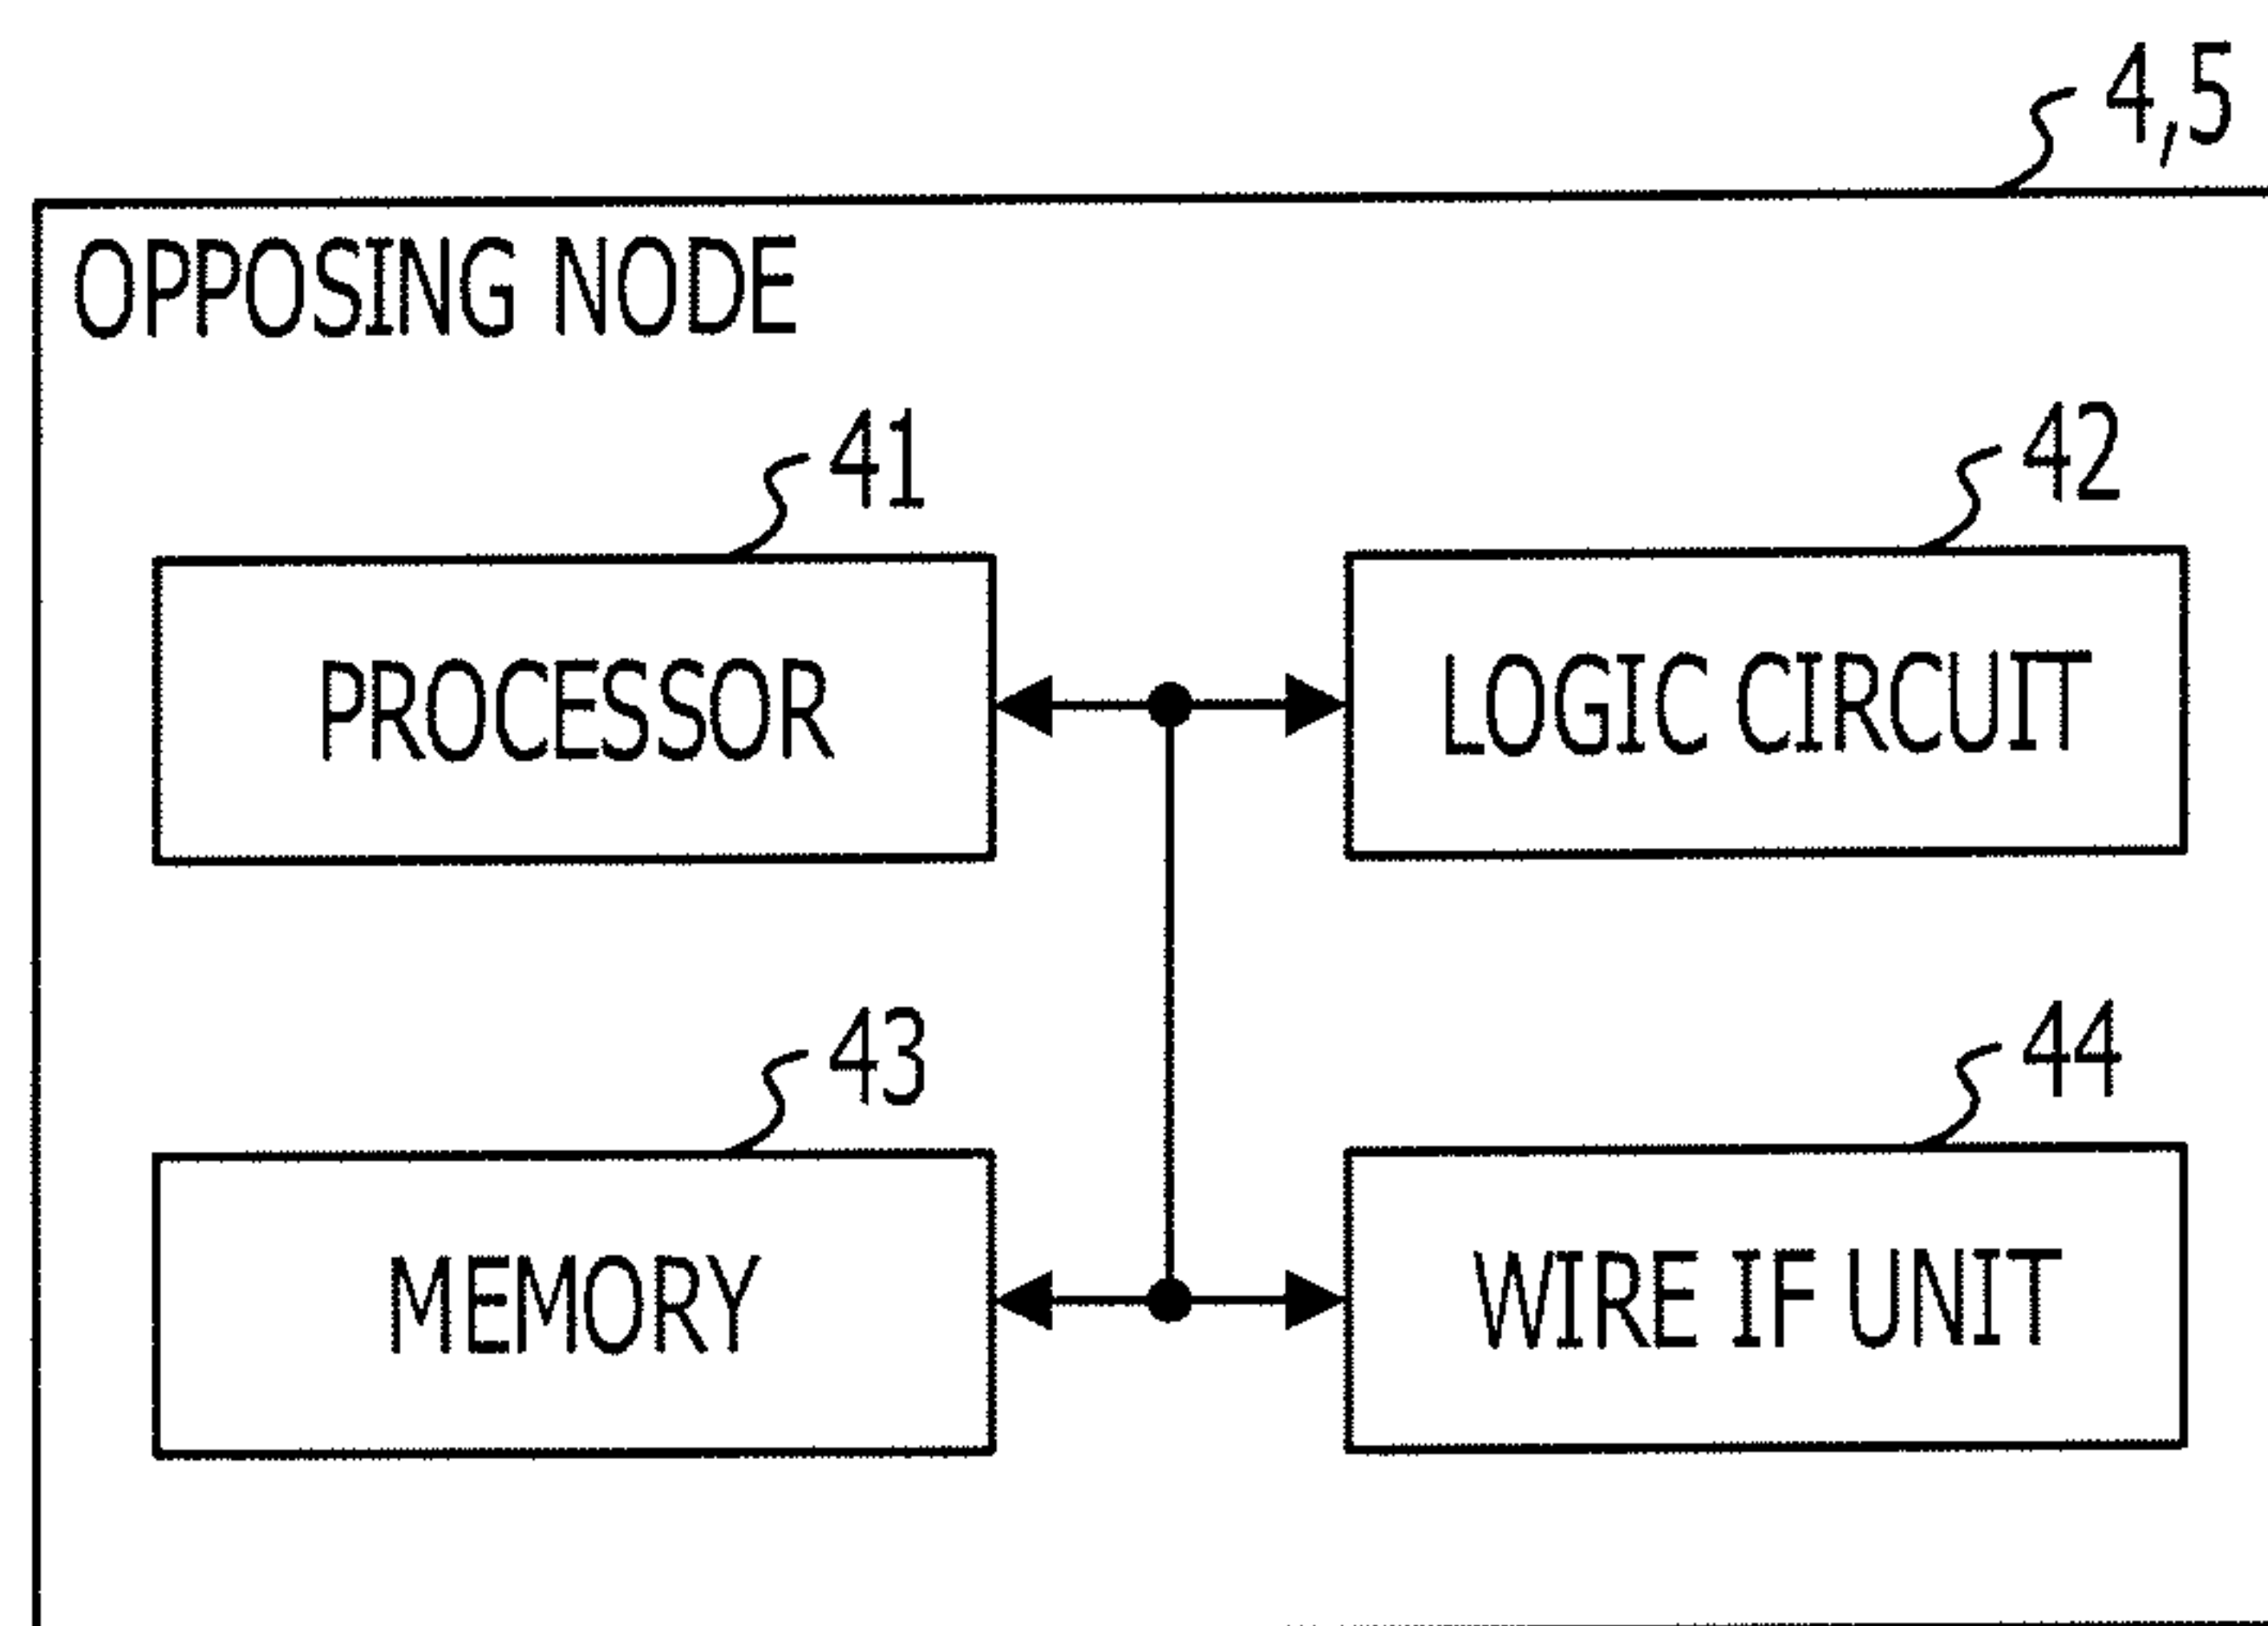 4,5
OPPOSING NODE
41
42
PROCESSOR
LOGIC CIRCUIT
43
44
MEMORY
WIRE IF UNIT